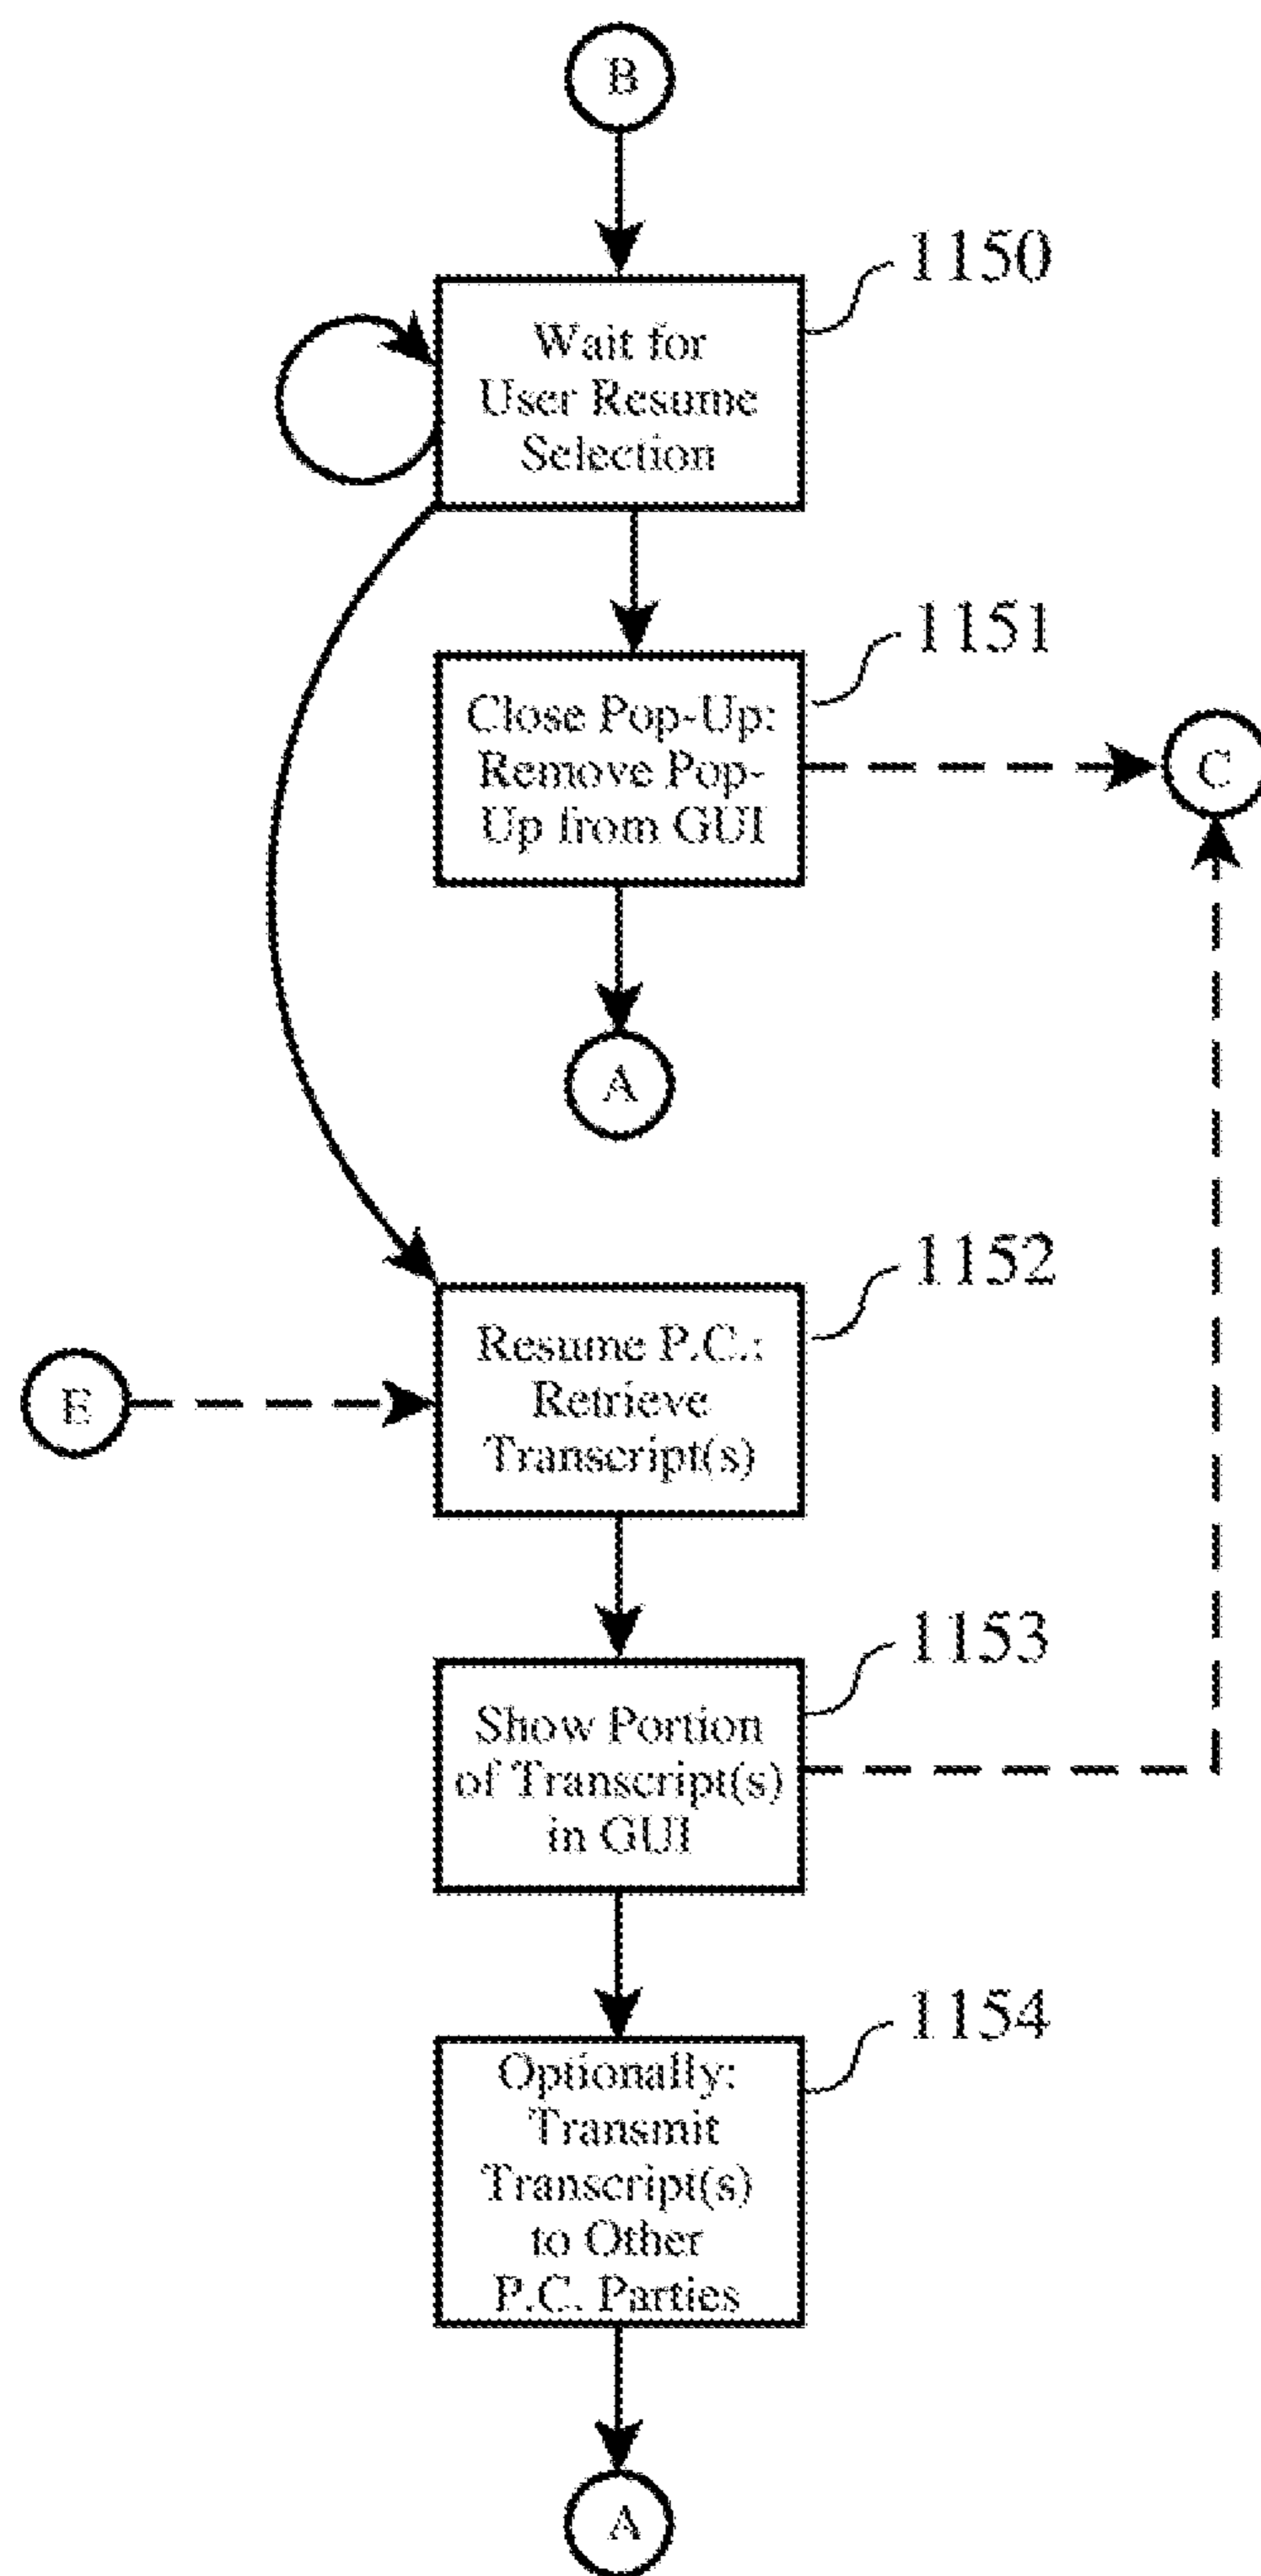 B
1150
Wait for
User Resume
Selection
1151
Close Pop-Up:
Remove Pop-
Up from GUI
C
A
1152
Resume P.C.:
Retrieve
Transcript(s)
E
1153
Show Portion
of Transcript(s)
in GUI
1154
Optionally:
Transmit
Transcript(s)
to Other
P.C. Parties
A